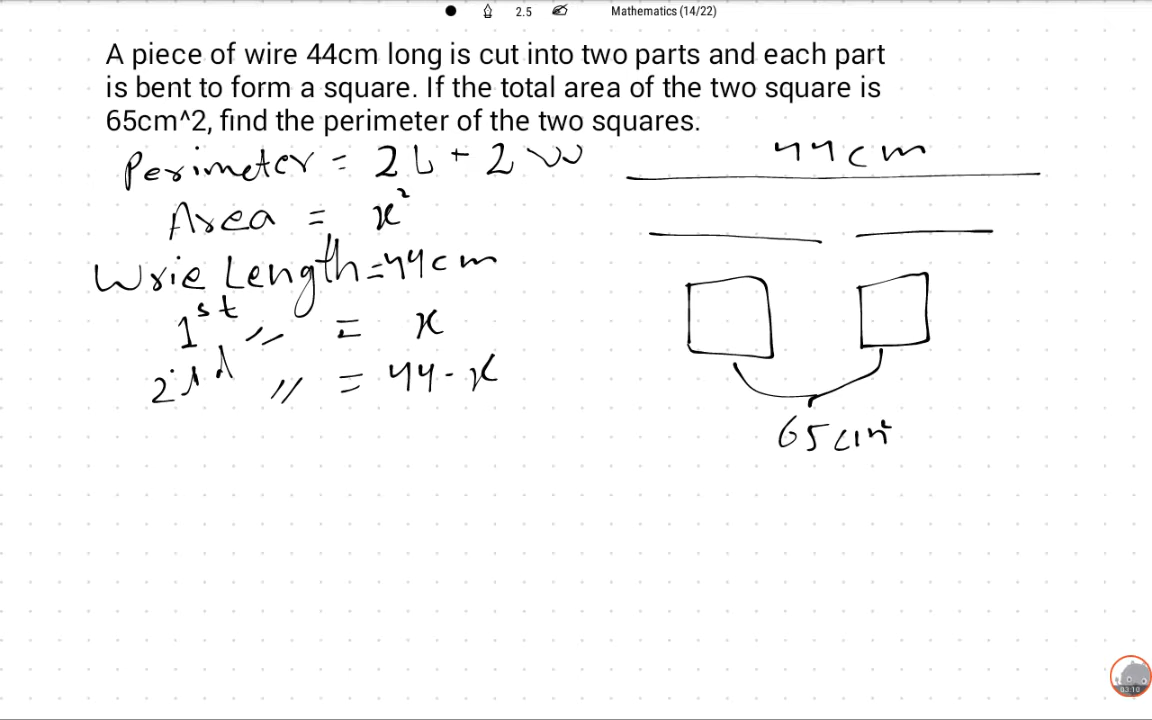 2.5 Mathematics (14/22)
A piece of wire 44cm long is cut into two parts and each part
is bent to form a square. If the total area of the two square is
65cm^2, find the perimeter of the two squares.
Perimeter = 2L + 2W
44cm
Area = x²
Wrie Length=44cm
1st 〃 = x
2nd 〃 = 44-x
65cm²
03:10